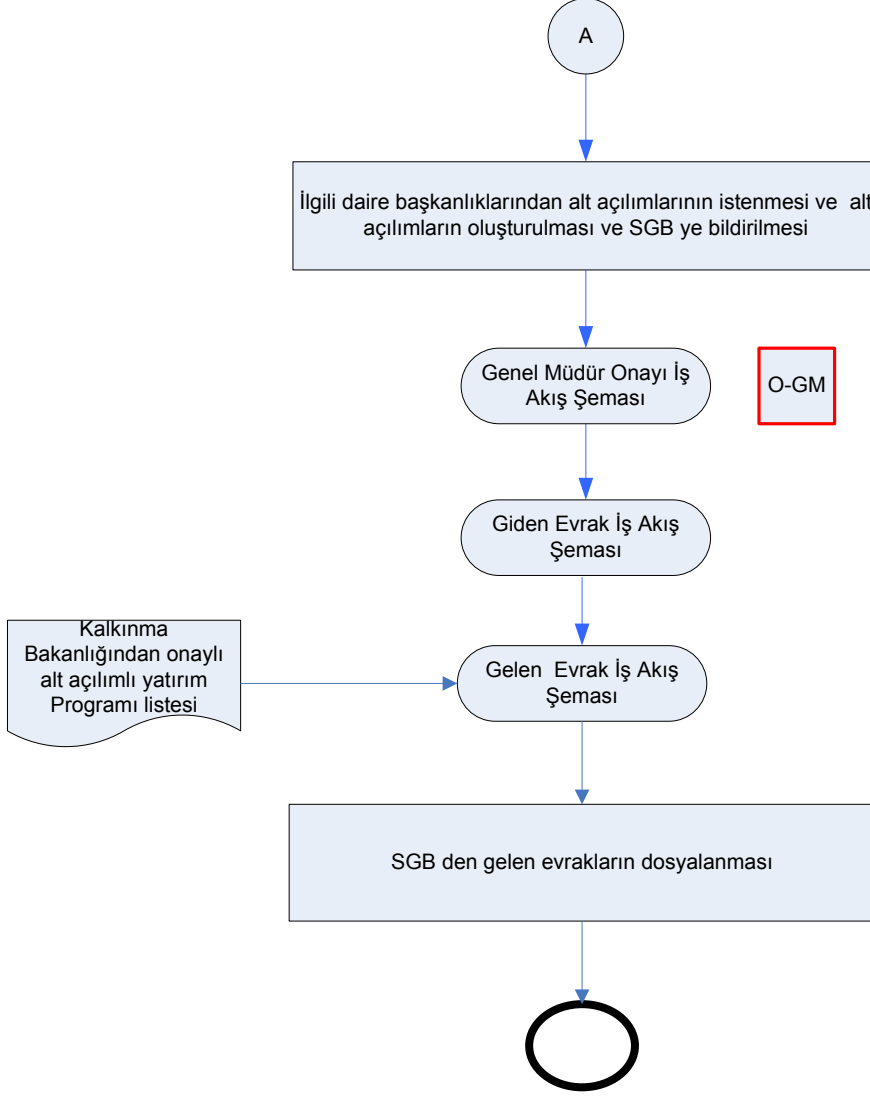 A
İlgili daire başkanlıklarından alt açılımlarının istenmesi ve  alt
açılımların oluşturulması ve SGB ye bildirilmesi
Genel Müdür Onayı İş
Akış Şeması
O-GM
Giden Evrak İş Akış
Şeması
Kalkınma
Bakanlığından onaylı
alt açılımlı yatırım
Programı listesi
Gelen  Evrak İş Akış
Şeması
SGB den gelen evrakların dosyalanması